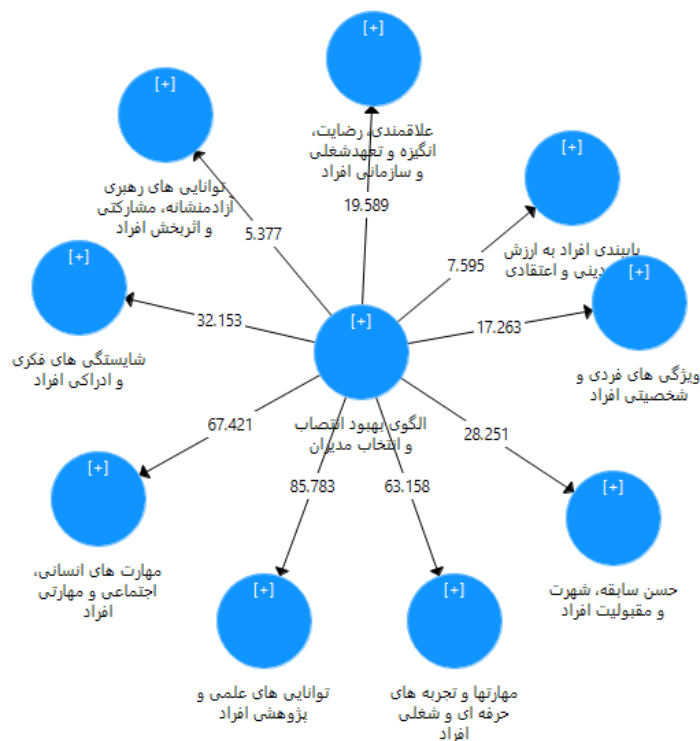 [+]
علاقمندی، رضایت،
انگیزه و تعهدشغلی
و سازمانی افراد
[+]
توانایی های رهبری
آزادمنشانه، مشارکتی
و اثربخش افراد
[+]
پایبندی افراد به ارزش
دینی و اعتقادی
19.589
5.377
7.595
[+]
شایستگی های فکری
و ادراکی افراد
[+]
ویژگی های فردی و
شخصیتی افراد
32.153
17.263
[+]
الگوی بهبود انتصاب
و انتخاب مدیران
67.421
28.251
85.783
63.158
[+]
مهارت های انسانی،
اجتماعی و مهارتی
افراد
[+]
حسن سابقه، شهرت
و مقبولیت افراد
[+]
توانایی های علمی و
پژوهشی افراد
[+]
مهارتها و تجربه های
حرفه ای و شغلی
افراد